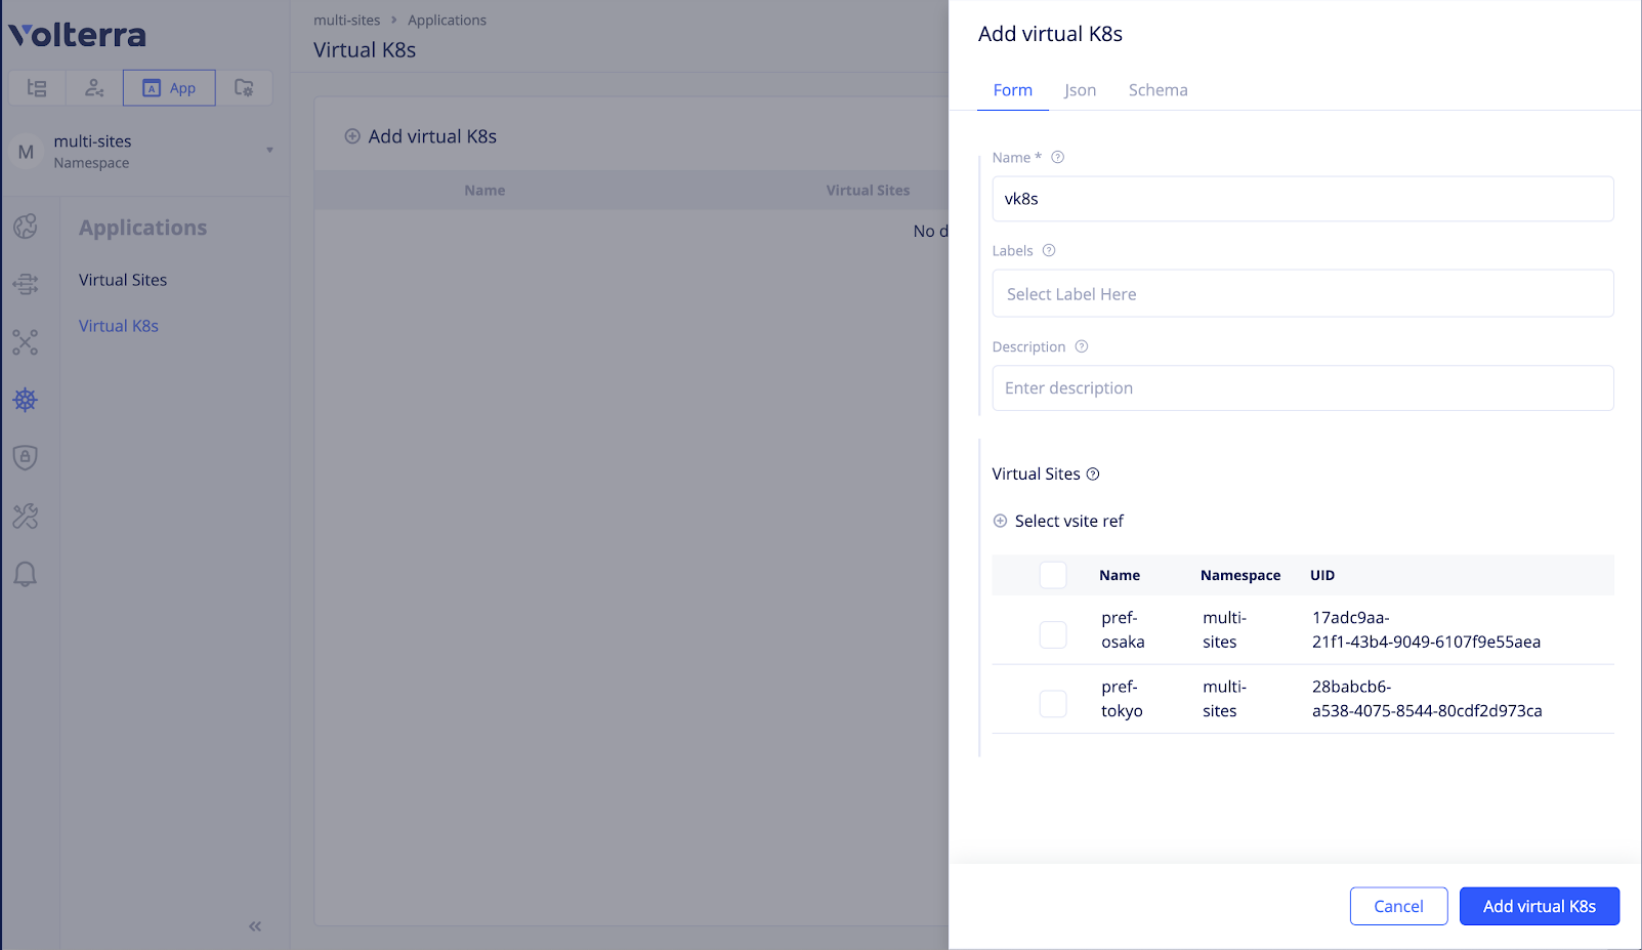 Volterra
App
M
multi-sites
Namespace
Applications
Virtual Sites
Virtual K8s
multi-sites › Applications
Virtual K8s
Add virtual K8s
Name Virtual Sites
No d
Add virtual K8s
Form Json Schema
Name *
vk8s
Labels
Select Label Here
Description
Enter description
Virtual Sites
Select vsite ref
Name Namespace UID
pref- multi- 17adc9aa-
osaka sites 21f1-43b4-9049-6107f9e55aea
pref- multi- 28babcb6-
tokyo sites a538-4075-8544-80cdf2d973ca
Cancel Add virtual K8s